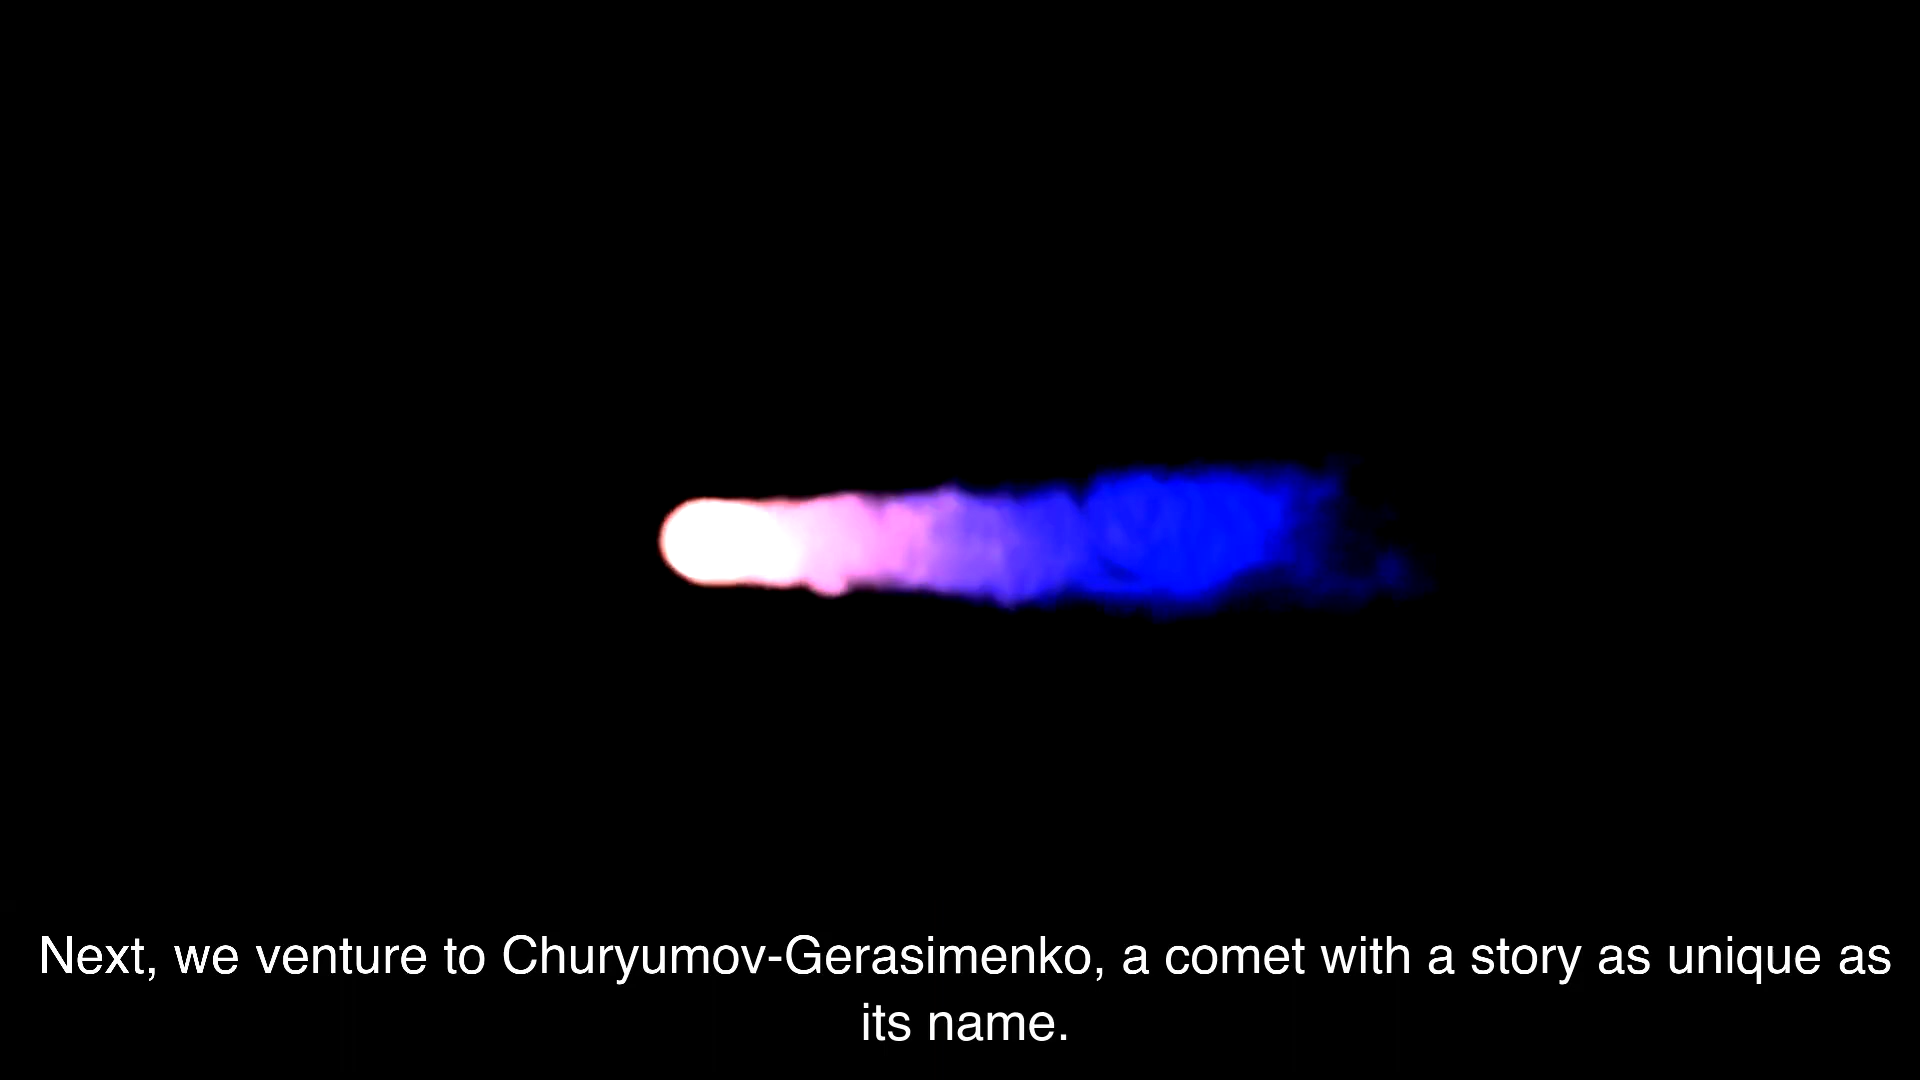 Next, we venture to Churyumov-Gerasimenko, a comet with a story as unique as
its name.